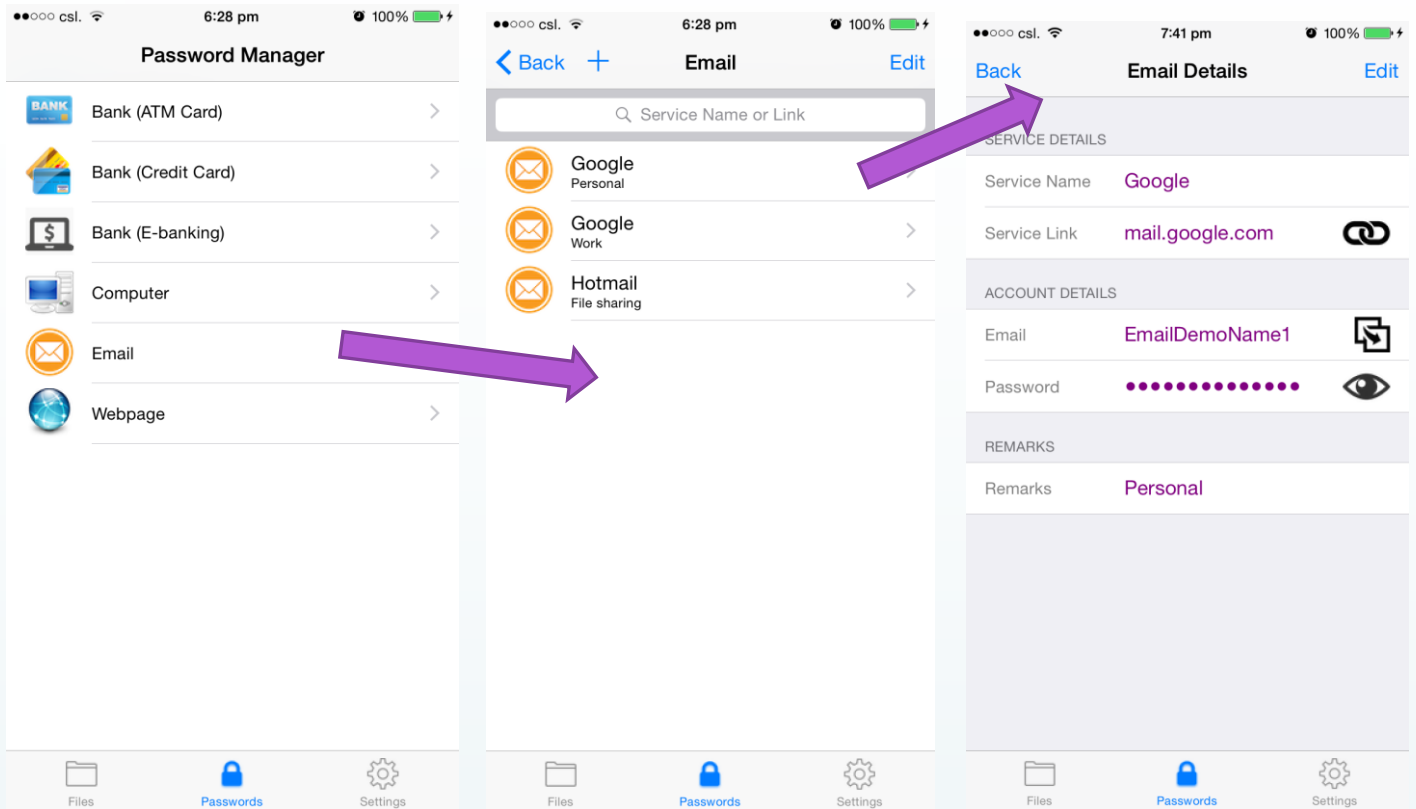 csl. 6:28 pm 100%
Password Manager
BANK
Bank (ATM Card)
Bank (Credit Card)
$ Bank (E-banking)
Computer
Email
Webpage
Files Passwords Settings
csl. 6:28 pm 100%
Back + Email Edit
Service Name or Link
Google
Personal
Google
Work
Hotmail
File sharing
Files Passwords Settings
csl. 7:41 pm 100%
Back Email Details Edit
SERVICE DETAILS
Service Name Google
Service Link mail.google.com
ACCOUNT DETAILS
Email EmailDemoName1
Password ••••••••••••••
REMARKS
Remarks Personal
Files Passwords Settings